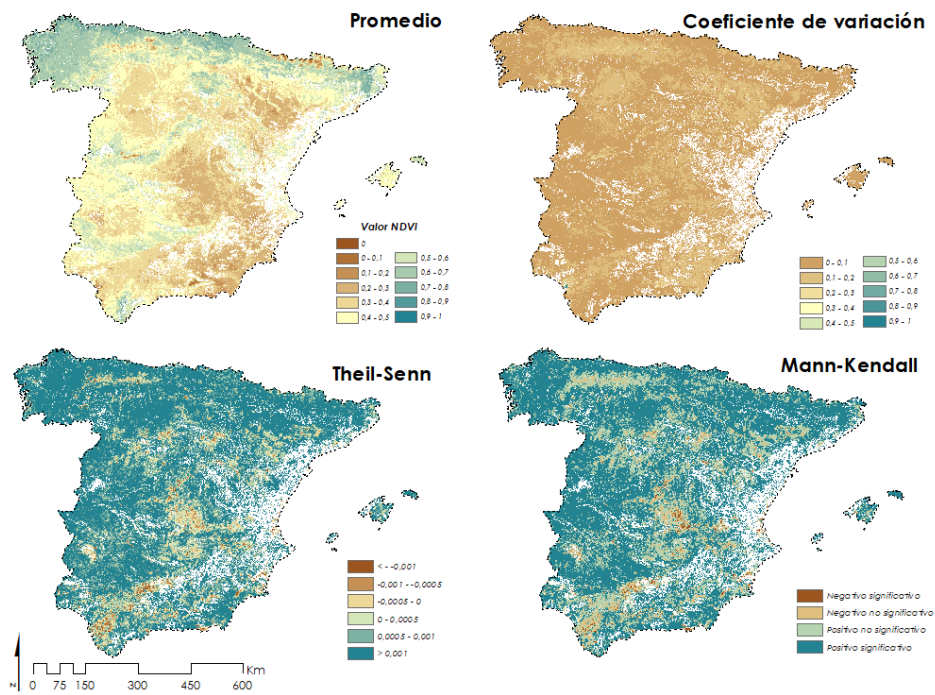 Promedio
Coeficiente de variación
Valor NDVI
0
0 - 0,1
0,1 - 0,2
0,2 - 0,3
0,3 - 0,4
0,4 - 0,5
0,5 - 0,6
0,6 - 0,7
0,7 - 0,8
0,8 - 0,9
0,9 - 1
0 - 0,1
0,1 - 0,2
0,2 - 0,3
0,3 - 0,4
0,4 - 0,5
0,5 - 0,6
0,6 - 0,7
0,7 - 0,8
0,8 - 0,9
0,9 - 1
Theil-Senn
Mann-Kendall
< - -0,001
-0,001 - -0,0005
-0,0005 - 0
0 - 0,0005
0,0005 - 0,001
> 0,001
Negativo significativo
Negativo no significativo
Positivo no significativo
Positivo significativo
N
0 75 150 300 450 600 Km